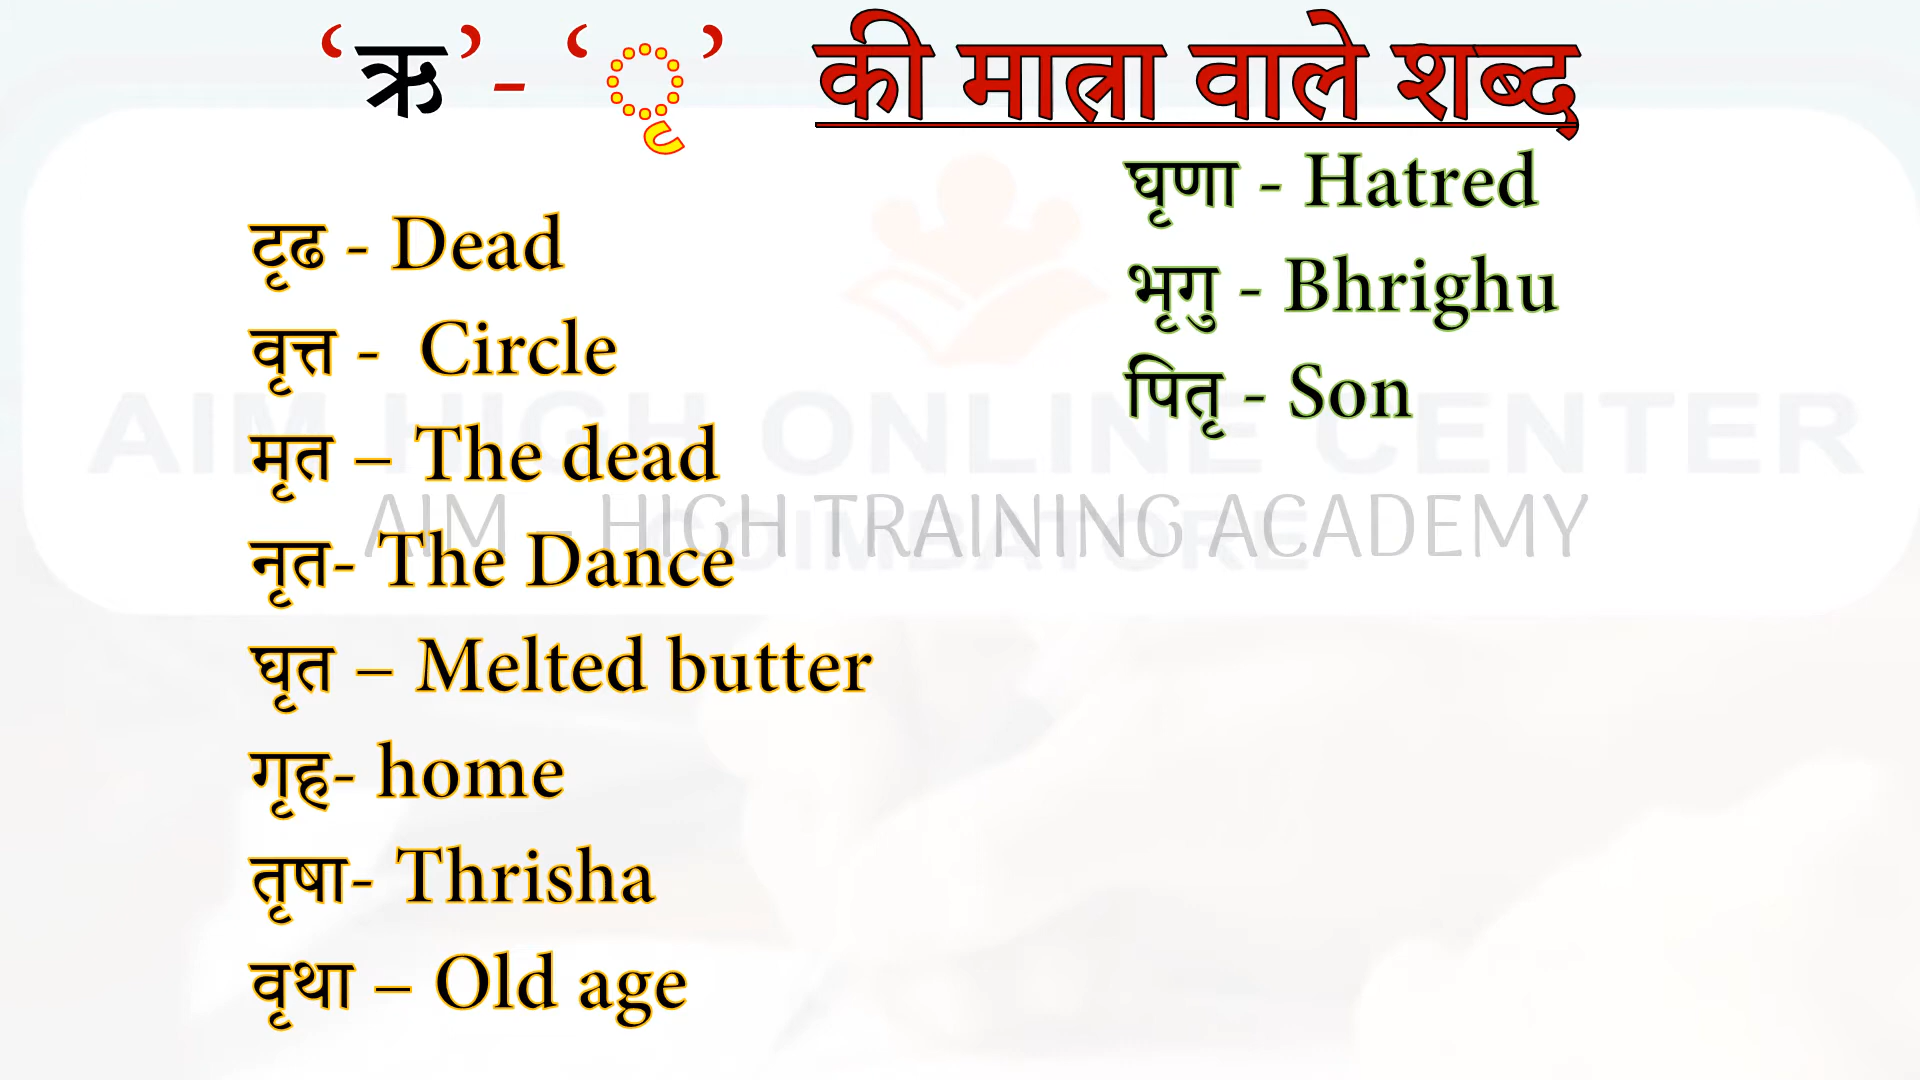 ‘ऋ’- ‘ृ’ की मात्रा वाले शब्द
टृढ - Dead
वृत्त - Circle
मृत – The dead
नृत- The Dance
घृत – Melted butter
गृह- home
तृषा- Thrisha
वृथा – Old age
घृणा - Hatred
भृगु - Bhrighu
पितृ - Son
AIM HIGH ONLINE CENTER
COIMBATORE
AIM - HIGH TRAINING ACADEMY